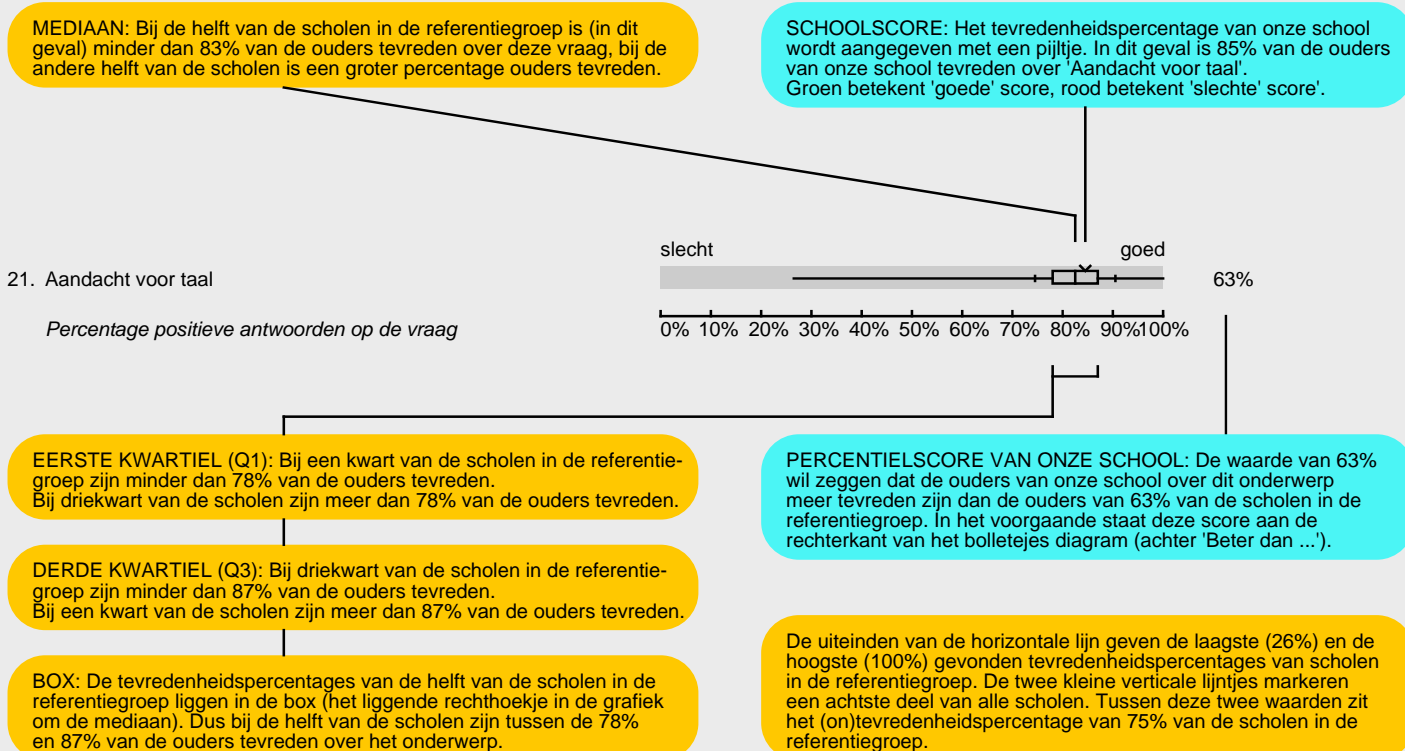 MEDIAAN: Bij de helft van de scholen in de referentiegroep is (in dit
geval) minder dan 83% van de ouders tevreden over deze vraag, bij de
andere helft van de scholen is een groter percentage ouders tevreden.
SCHOOLSCORE: Het tevredenheidspercentage van onze school
wordt aangegeven met een pijltje. In dit geval is 85% van de ouders
van onze school tevreden over 'Aandacht voor taal'.
Groen betekent 'goede' score, rood betekent 'slechte' score'.
slecht goed
21. Aandacht voor taal 63%
Percentage positieve antwoorden op de vraag
0% 10% 20% 30% 40% 50% 60% 70% 80% 90%100%
EERSTE KWARTIEL (Q1): Bij een kwart van de scholen in de referentie-
groep zijn minder dan 78% van de ouders tevreden.
Bij driekwart van de scholen zijn meer dan 78% van de ouders tevreden.
PERCENTIELSCORE VAN ONZE SCHOOL: De waarde van 63%
wil zeggen dat de ouders van onze school over dit onderwerp
meer tevreden zijn dan de ouders van 63% van de scholen in de
referentiegroep. In het voorgaande staat deze score aan de
rechterkant van het bolletejes diagram (achter 'Beter dan ...').
DERDE KWARTIEL (Q3): Bij driekwart van de scholen in de referentie-
groep zijn minder dan 87% van de ouders tevreden.
Bij een kwart van de scholen zijn meer dan 87% van de ouders tevreden.
BOX: De tevredenheidspercentages van de helft van de scholen in de
referentiegroep liggen in de box (het liggende rechthoekje in de grafiek
om de mediaan). Dus bij de helft van de scholen zijn tussen de 78%
en 87% van de ouders tevreden over het onderwerp.
De uiteinden van de horizontale lijn geven de laagste (26%) en de
hoogste (100%) gevonden tevredenheidspercentages van scholen
in de referentiegroep. De twee kleine verticale lijntjes markeren
een achtste deel van alle scholen. Tussen deze twee waarden zit
het (on)tevredenheidspercentage van 75% van de scholen in de
referentiegroep.